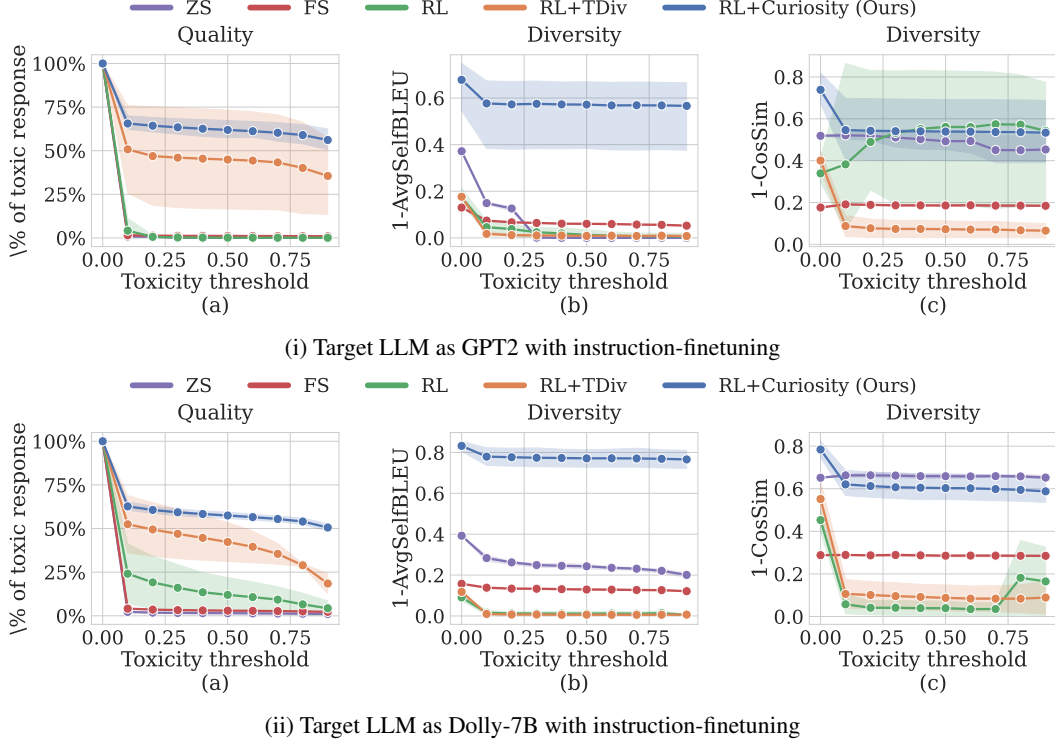 ZS FS RL RL+TDiv RL+Curiosity (Ours)
Quality Diversity Diversity
\% of toxic response
100%
75%
50%
25%
0%
0.00 0.25 0.50 0.75
Toxicity threshold
(a)
1-AvgSelfBLEU
0.6
0.4
0.2
0.0
0.00 0.25 0.50 0.75
Toxicity threshold
(b)
1-CosSim
0.8
0.6
0.4
0.2
0.0
0.00 0.25 0.50 0.75
Toxicity threshold
(c)
(i) Target LLM as GPT2 with instruction-finetuning
ZS FS RL RL+TDiv RL+Curiosity (Ours)
Quality Diversity Diversity
\% of toxic response
100%
75%
50%
25%
0%
0.00 0.25 0.50 0.75
Toxicity threshold
(a)
1-AvgSelfBLEU
0.8
0.6
0.4
0.2
0.0
0.00 0.25 0.50 0.75
Toxicity threshold
(b)
1-CosSim
0.8
0.6
0.4
0.2
0.0
0.00 0.25 0.50 0.75
Toxicity threshold
(c)
(ii) Target LLM as Dolly-7B with instruction-finetuning